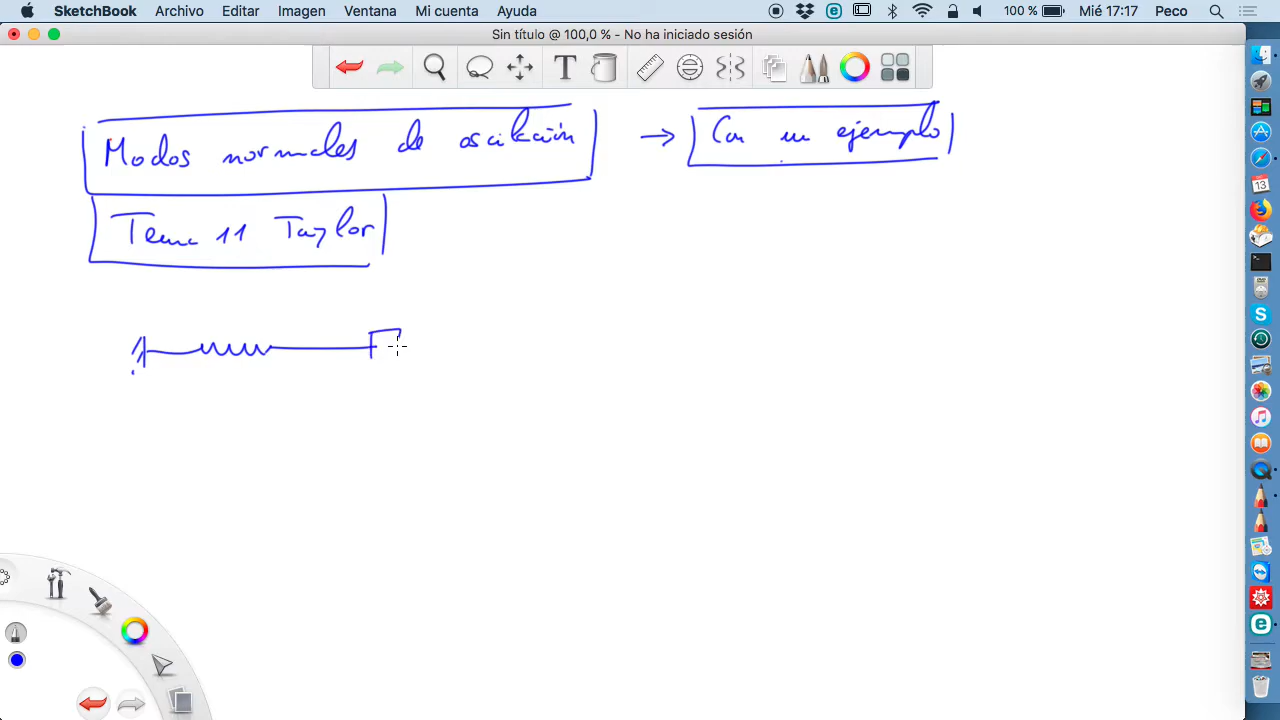 SketchBook Archivo Editar Imagen Ventana Mi cuenta Ayuda 100 % Mié 17:17 Peco
Sin título @ 100,0 % - No ha iniciado sesión
Modos normales de oscilación → Con un ejemplo
Tema 11 Taylor